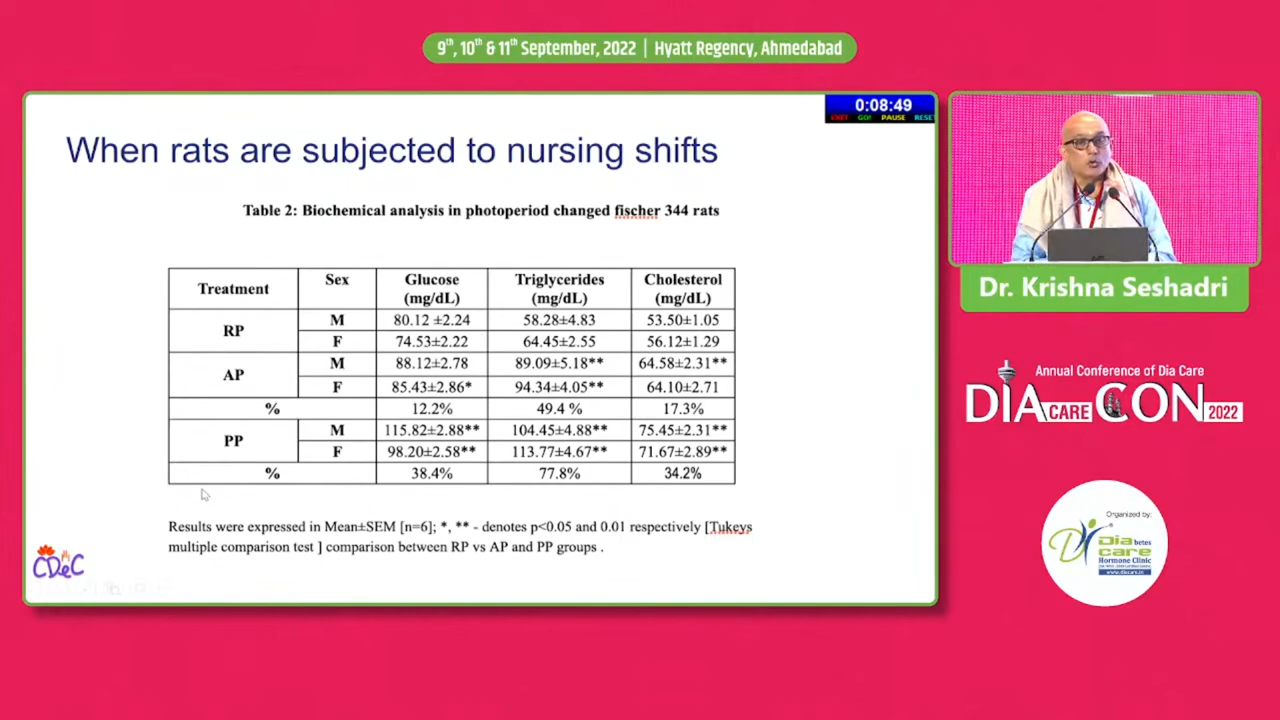 9th, 10th & 11th September, 2022 | Hyatt Regency, Ahmedabad
0:08:49
EXIT GO! PAUSE RESET
When rats are subjected to nursing shifts
Table 2: Biochemical analysis in photoperiod changed fischer 344 rats
Treatment Sex Glucose (mg/dL) Triglycerides (mg/dL) Cholesterol (mg/dL)
RP M 80.12 ±2.24 58.28±4.83 53.50±1.05
F 74.53±2.22 64.45±2.55 56.12±1.29
AP M 88.12±2.78 89.09±5.18** 64.58±2.31**
F 85.43±2.86* 94.34±4.05** 64.10±2.71
% 12.2% 49.4 % 17.3%
PP M 115.82±2.88** 104.45±4.88** 75.45±2.31**
F 98.20±2.58** 113.77±4.67** 71.67±2.89**
% 38.4% 77.8% 34.2%
Results were expressed in Mean±SEM [n=6]; *, ** - denotes p<0.05 and 0.01 respectively [Tukeys
multiple comparison test ] comparison between RP vs AP and PP groups .
CDeC
Dr. Krishna Seshadri
Annual Conference of Dia Care
DIA CARE CON 2022
Organized by:
Diabetes
care
Hormone Clinic
www.diacare.in